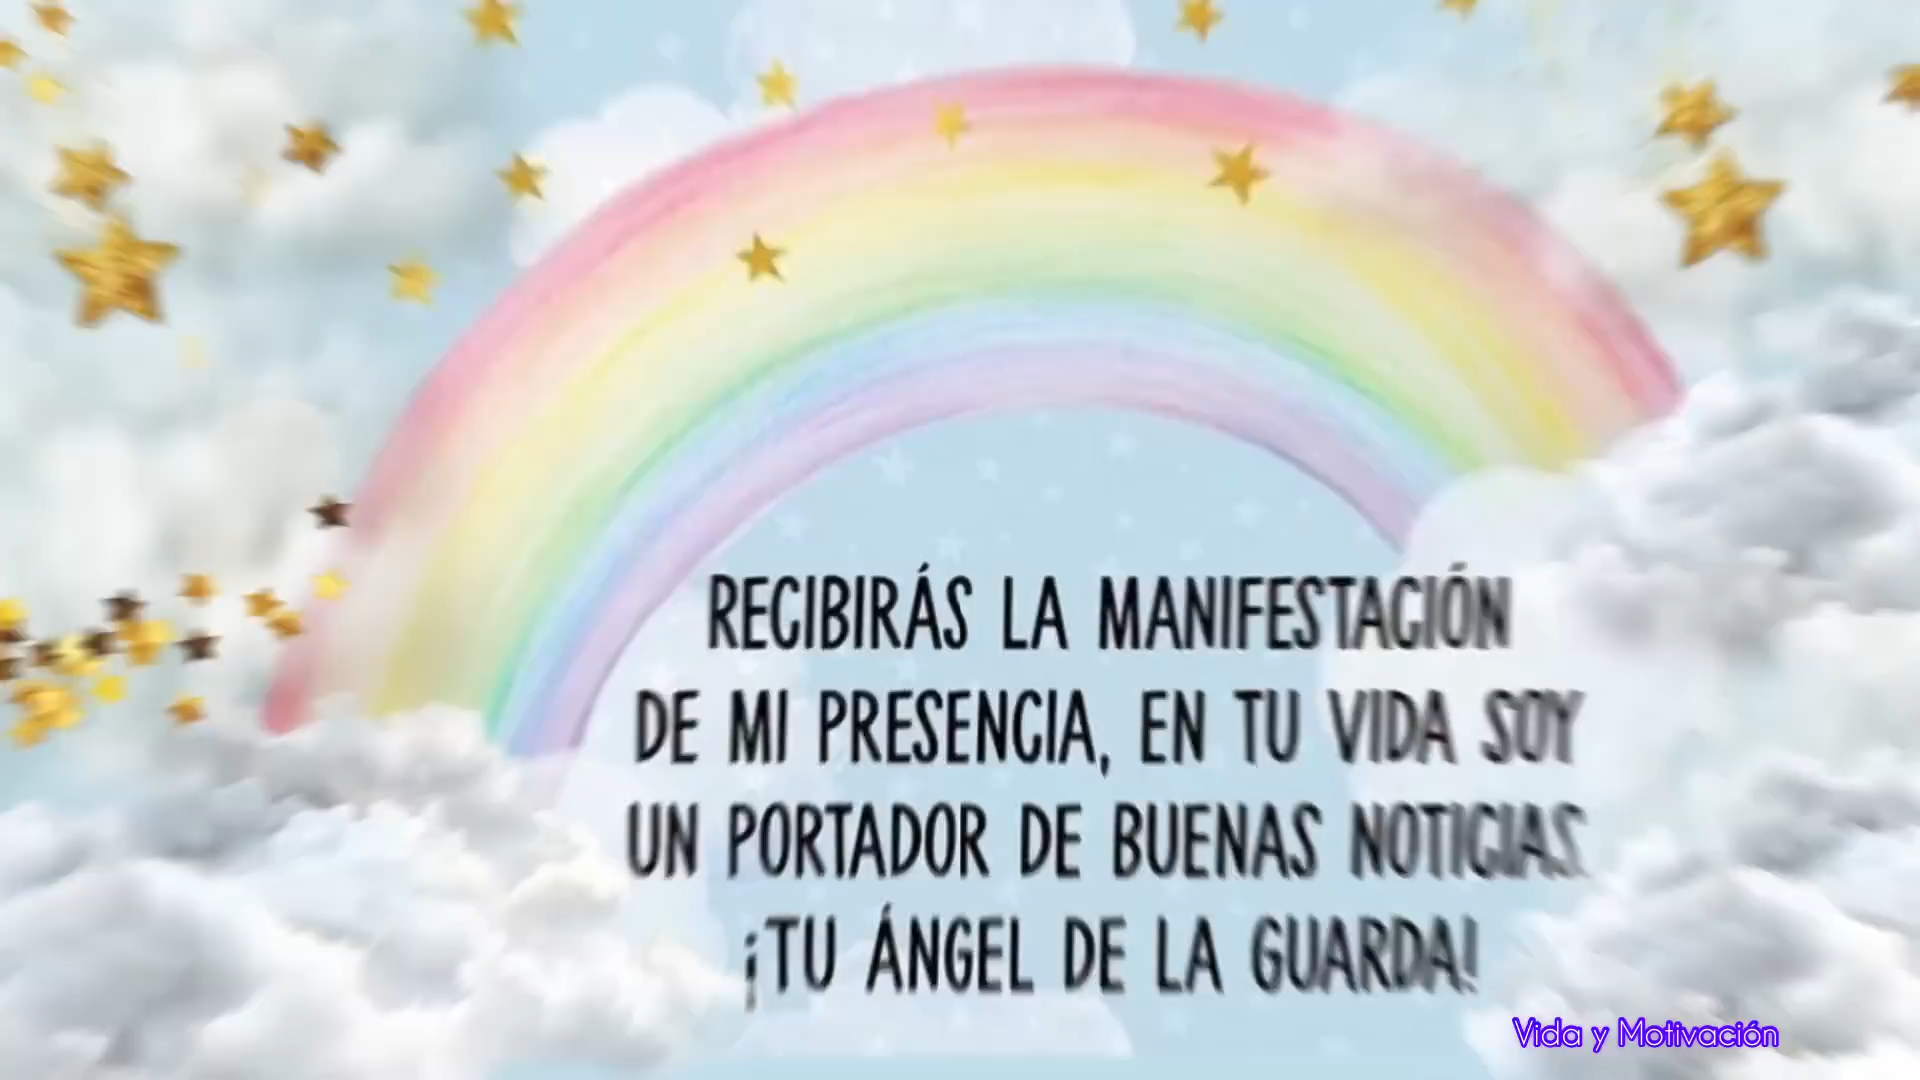 RECIBIRÁS LA MANIFESTACIÓN
DE MI PRESENCIA, EN TU VIDA SOY
UN PORTADOR DE BUENAS NOTICIAS
¡TU ÁNGEL DE LA GUARDA!
Vida y Motivación